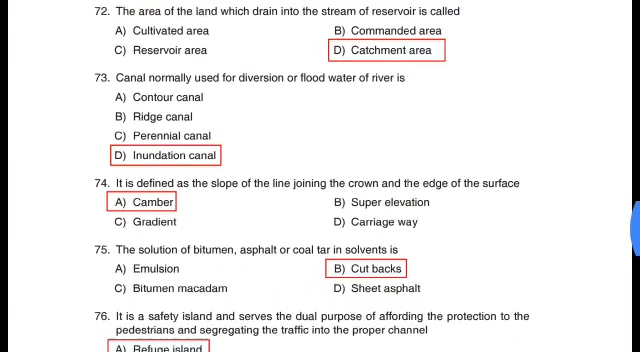 72. The area of the land which drain into the stream of reservoir is called
A) Cultivated area B) Commanded area
C) Reservoir area D) Catchment area
73. Canal normally used for diversion or flood water of river is
A) Contour canal
B) Ridge canal
C) Perennial canal
D) Inundation canal
74. It is defined as the slope of the line joining the crown and the edge of the surface
A) Camber B) Super elevation
C) Gradient D) Carriage way
75. The solution of bitumen, asphalt or coal tar in solvents is
A) Emulsion B) Cut backs
C) Bitumen macadam D) Sheet asphalt
76. It is a safety island and serves the dual purpose of affording the protection to the
pedestrians and segregating the traffic into the proper channel
A) Refuge island